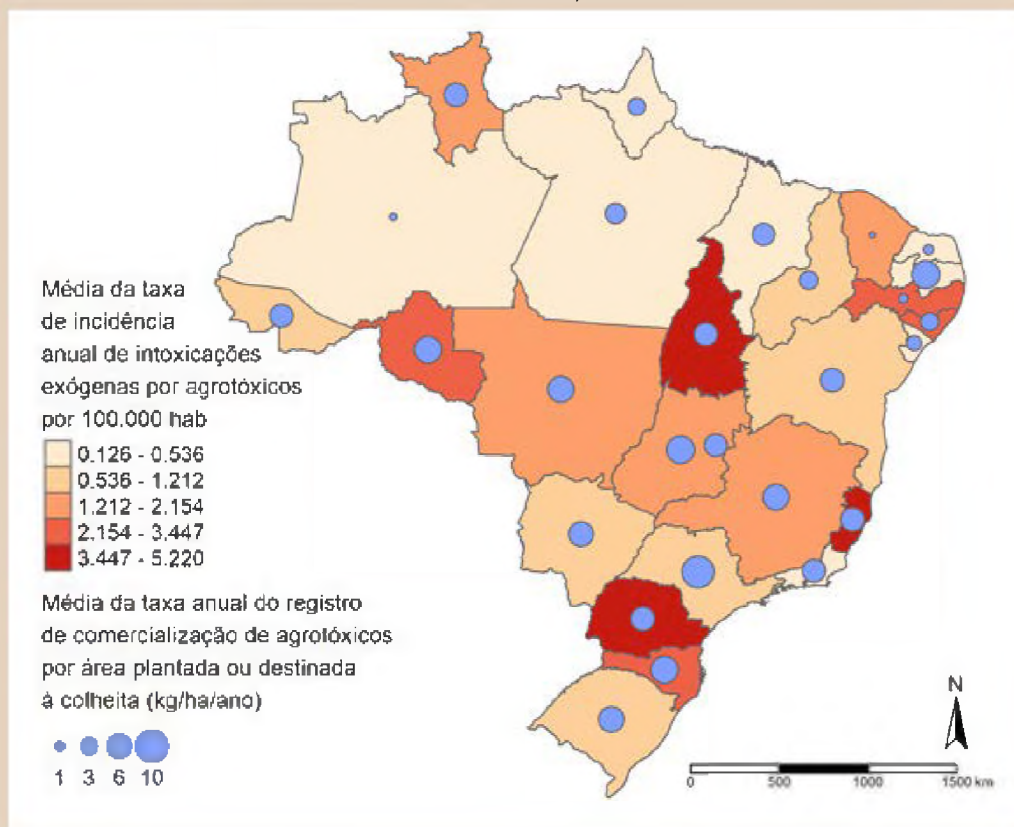 Média da taxa
de incidência
anual de intoxicações
exógenas por agrotóxicos
por 100.000 hab
0.126 - 0.536
0.536 - 1.212
1.212 - 2.154
2.154 - 3.447
3.447 - 5.220
Média da taxa anual do registro
de comercialização de agrotóxicos
por área plantada ou destinada
à colheita (kg/ha/ano)
1 3 6 10
N
0 500 1000 1500 km